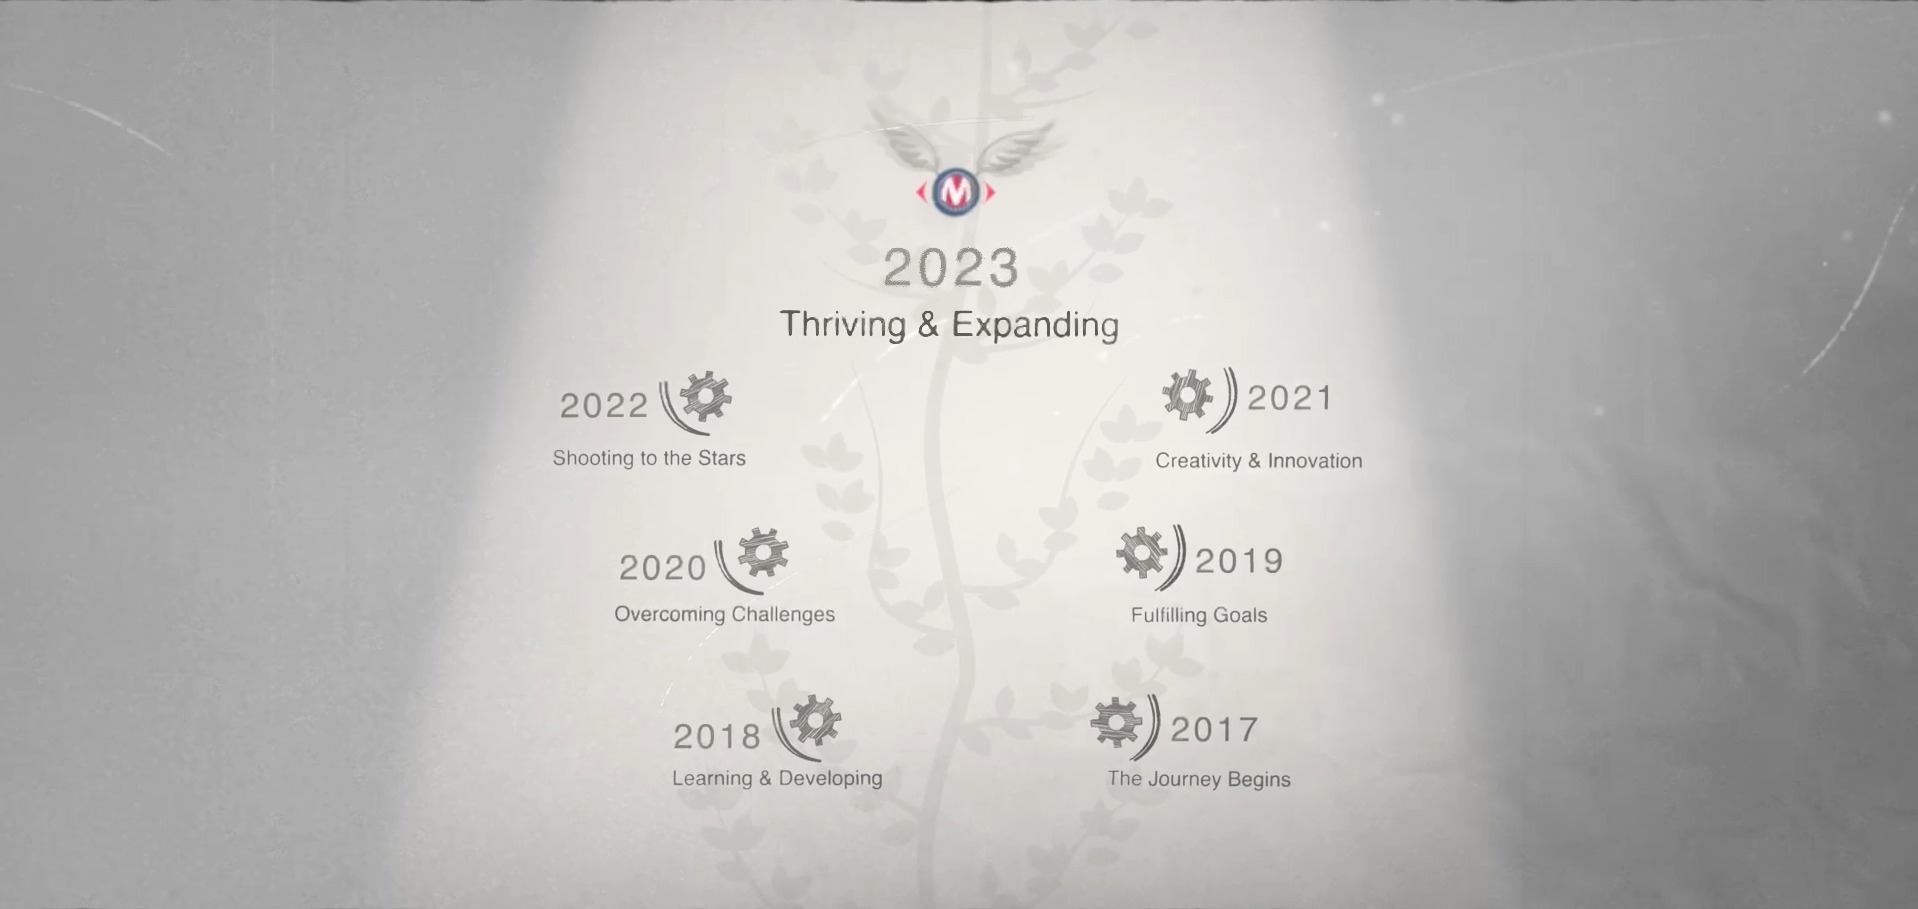 M
2023
Thriving & Expanding
2022
Shooting to the Stars
2021
Creativity & Innovation
2020
Overcoming Challenges
2019
Fulfilling Goals
2018
Learning & Developing
2017
The Journey Begins